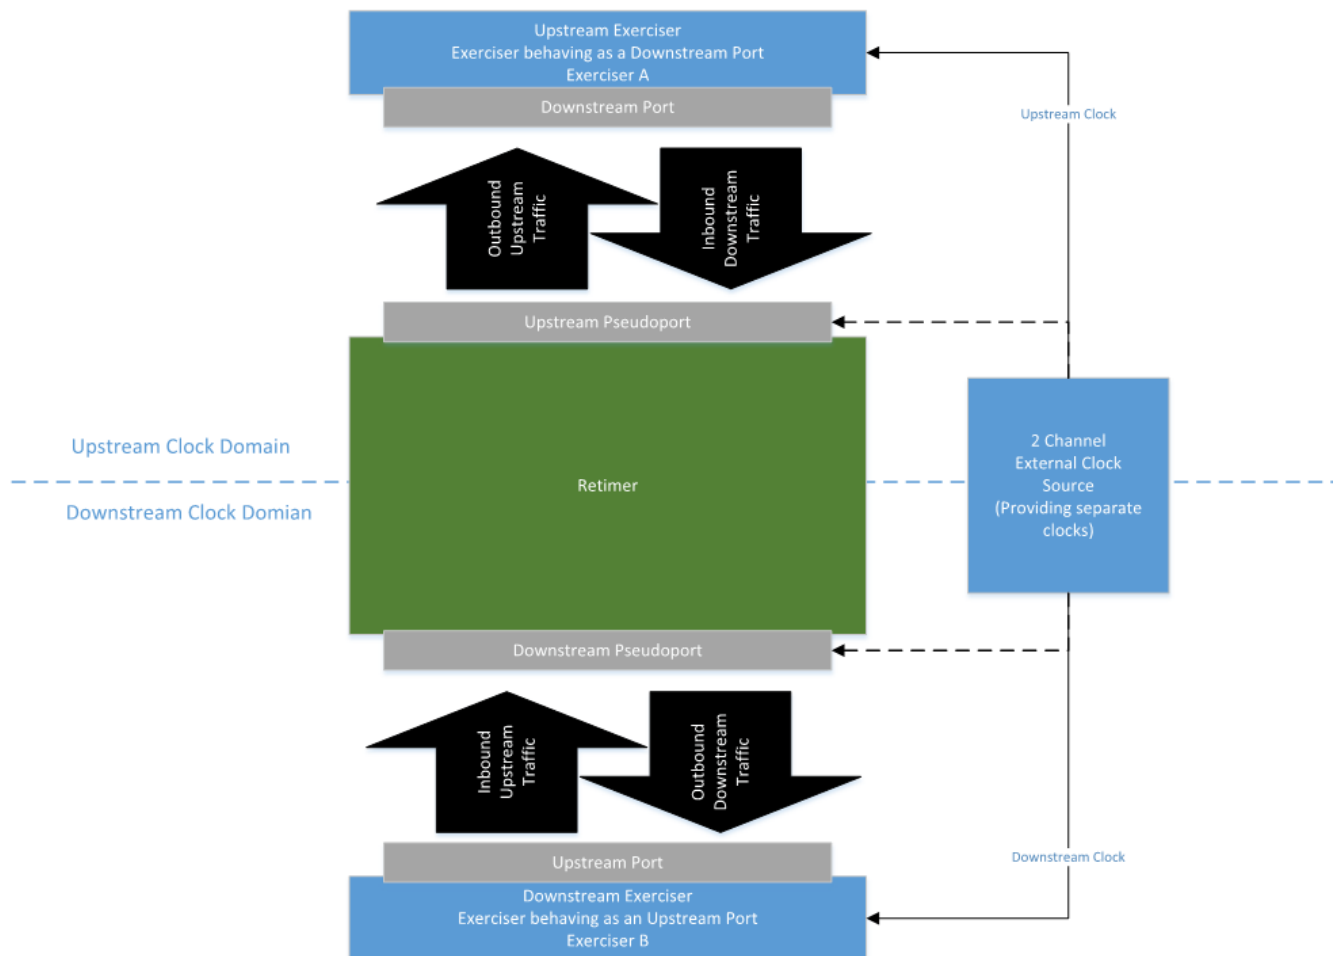 Upstream Exerciser
Exerciser behaving as a Downstream Port
Exerciser A
Downstream Port
Upstream Clock
Outbound
Upstream
Traffic
Inbound
Downstream
Traffic
Upstream Pseudoport
Upstream Clock Domain
Downstream Clock Domian
Retimer
2 Channel
External Clock
Source
(Providing separate
clocks)
Downstream Pseudoport
Inbound
Upstream
Traffic
Outbound
Downstream
Traffic
Upstream Port
Downstream Clock
Downstream Exerciser
Exerciser behaving as an Upstream Port
Exerciser B